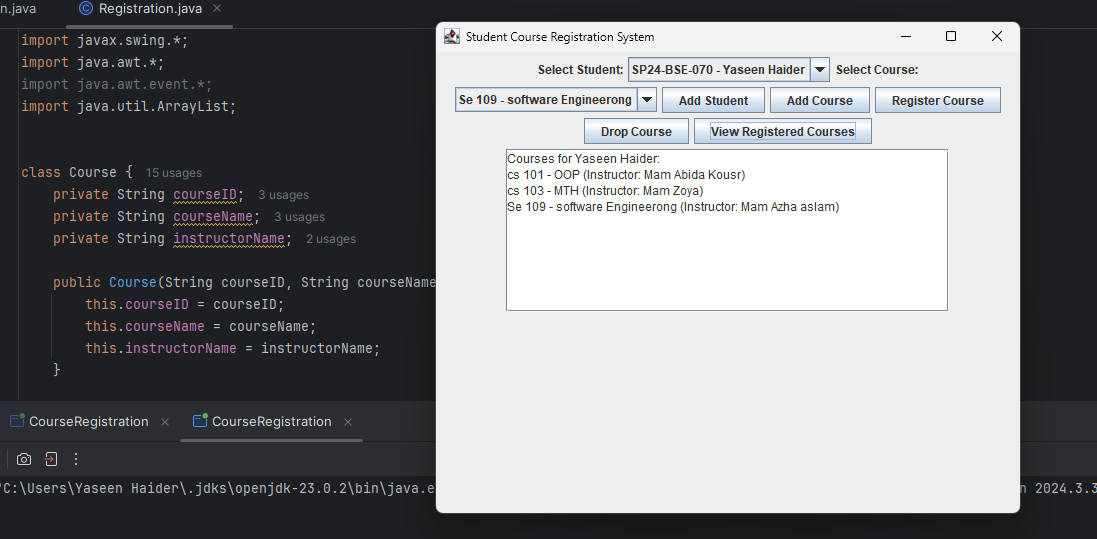 n.java
Registration.java
import javax.swing.*;
import java.awt.*;
import java.awt.event.*;
import java.util.ArrayList;
class Course { 15 usages
private String courseID; 3 usages
private String courseName; 3 usages
private String instructorName; 2 usages
public Course(String courseID, String courseName
this.courseID = courseID;
this.courseName = courseName;
this.instructorName = instructorName;
}
Student Course Registration System
Select Student: SP24-BSE-070 - Yaseen Haider Select Course:
Se 109 - software Engineerong Add Student Add Course Register Course
Drop Course View Registered Courses
Courses for Yaseen Haider:
cs 101 - OOP (Instructor: Mam Abida Kousr)
cs 103 - MTH (Instructor: Mam Zoya)
Se 109 - software Engineerong (Instructor: Mam Azha aslam)
CourseRegistration CourseRegistration
"C:\Users\Yaseen Haider\.jdks\openjdk-23.0.2\bin\java.e
n 2024.3.3